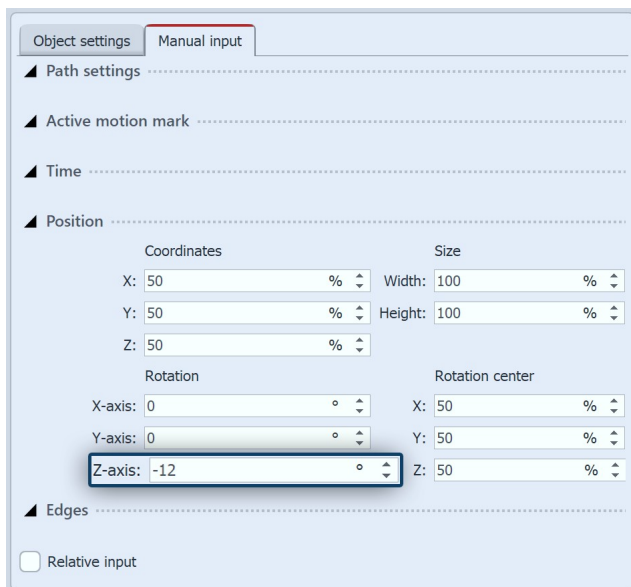 Object settings Manual input
Path settings
Active motion mark
Time
Position
Coordinates Size
X: 50 % Width: 100 %
Y: 50 % Height: 100 %
Z: 50 %
Rotation Rotation center
X-axis: 0 ° X: 50 %
Y-axis: 0 ° Y: 50 %
Z-axis: -12 ° Z: 50 %
Edges
Relative input